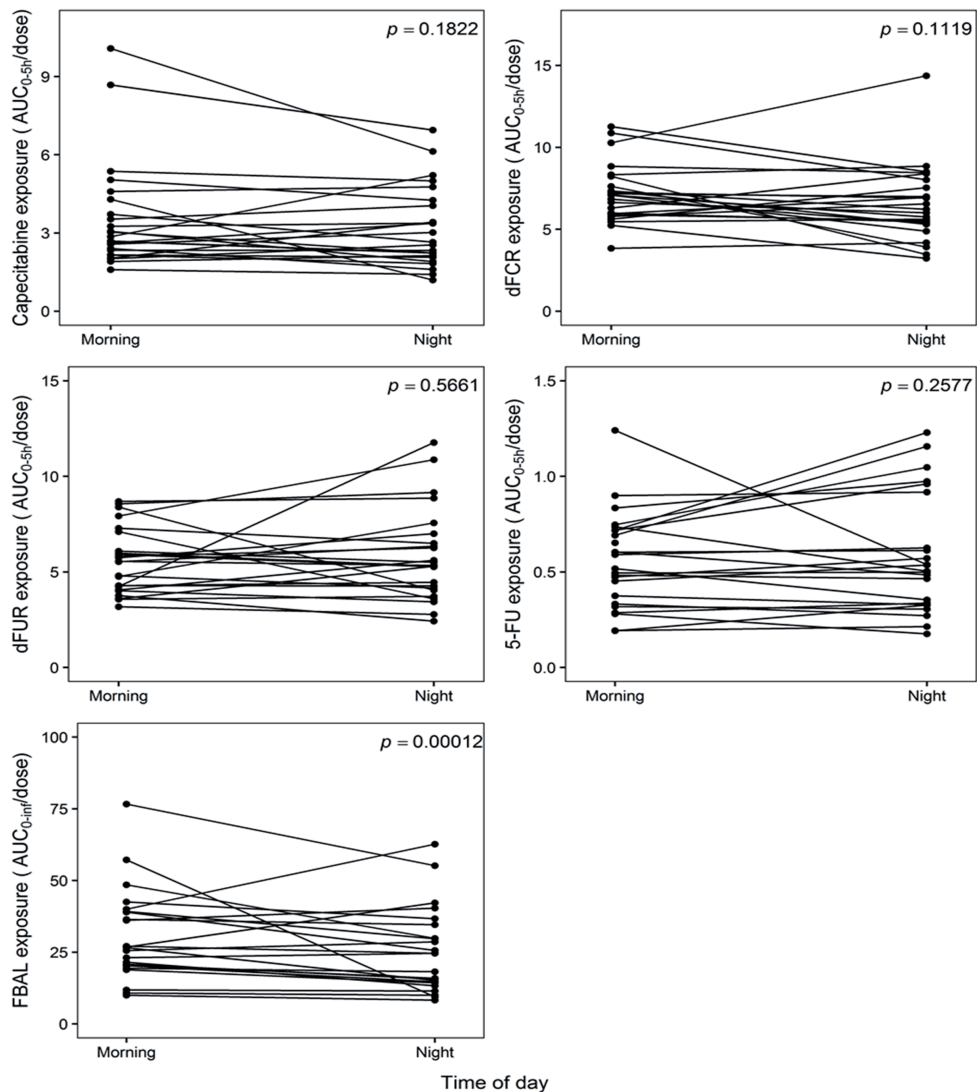 Capecitabine exposure ( AUC0-5h/dose)
p = 0.1822
9
6
3
0
Morning Night
dFCR exposure ( AUC0-5h/dose)
p = 0.1119
15
10
5
0
Morning Night
dFUR exposure ( AUC0-5h/dose)
p = 0.5661
15
10
5
0
Morning Night
5-FU exposure ( AUC0-5h/dose)
p = 0.2577
1.5
1.0
0.5
0.0
Morning Night
FBAL exposure ( AUC0-inf/dose)
p = 0.00012
100
75
50
25
0
Morning Night
Time of day